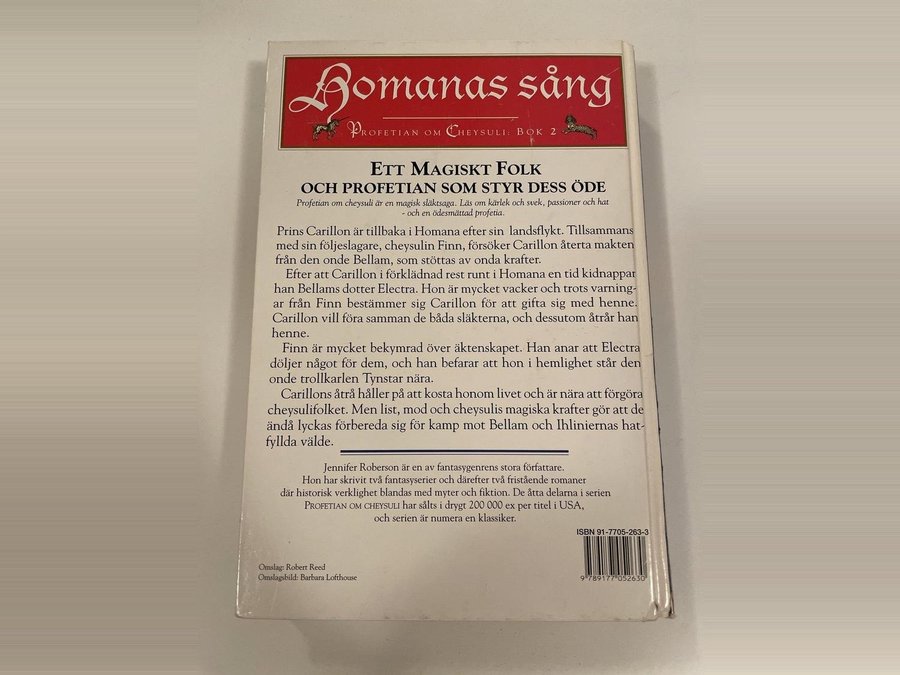 Homanas sång
PROFETIAN OM CHEYSULI: BOK 2
ETT MAGISKT FOLK
OCH PROFETIAN SOM STYR DESS ÖDE
Profetian om cheysuli är en magisk släktsaga. Läs om kärlek och svek, passioner och hat
- och en ödesmättad profetia.
Prins Carillon är tillbaka i Homana efter sin landsflykt. Tillsammans
med sin följeslagare, cheysulin Finn, försöker Carillon återta makten
från den onde Bellam, som stöttas av onda krafter.
Efter att Carillon i förklädnad rest runt i Homana en tid kidnappar
han Bellams dotter Electra. Hon är mycket vacker och trots varning-
ar från Finn bestämmer sig Carillon för att gifta sig med henne.
Carillon vill föra samman de båda släkterna, och dessutom åtrår han
henne.
Finn är mycket bekymrad över äktenskapet. Han anar att Electra
döljer något för dem, och han befarar att hon i hemlighet står den
onde trollkarlen Tynstar nära.
Carillons åtrå håller på att kosta honom livet och är nära att förgöra
cheysulifolket. Men list, mod och cheysulis magiska krafter gör att de
ändå lyckas förbereda sig för kamp mot Bellam och Ihliniernas hat-
fyllda välde.
Jennifer Roberson är en av fantasygenrens stora författare.
Hon har skrivit två fantasyserier och därefter två fristående romaner
där historisk verklighet blandas med myter och fiktion. De åtta delarna i serien
PROFETIAN OM CHEYSULI har sålts i drygt 200 000 ex per titel i USA,
och serien är numera en klassiker.
ISBN 91-7705-263-3
9 789177 052630
Omslag: Robert Reed
Omslagsbild: Barbara Lofthouse